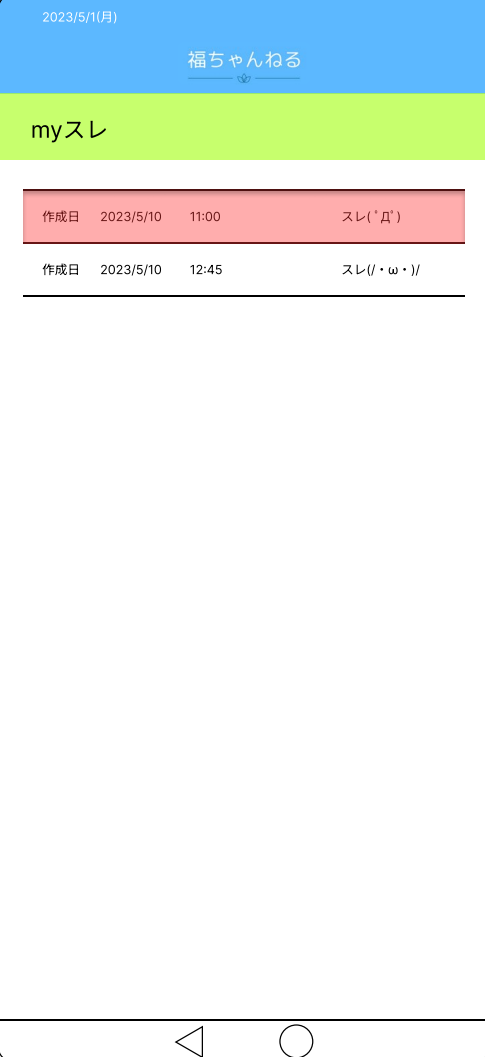 2023/5/1(月)
福ちゃんねる
myスレ
作成日 2023/5/10 11:00 スレ( ﾟДﾟ)
作成日 2023/5/10 12:45 スレ(/・ω・)/